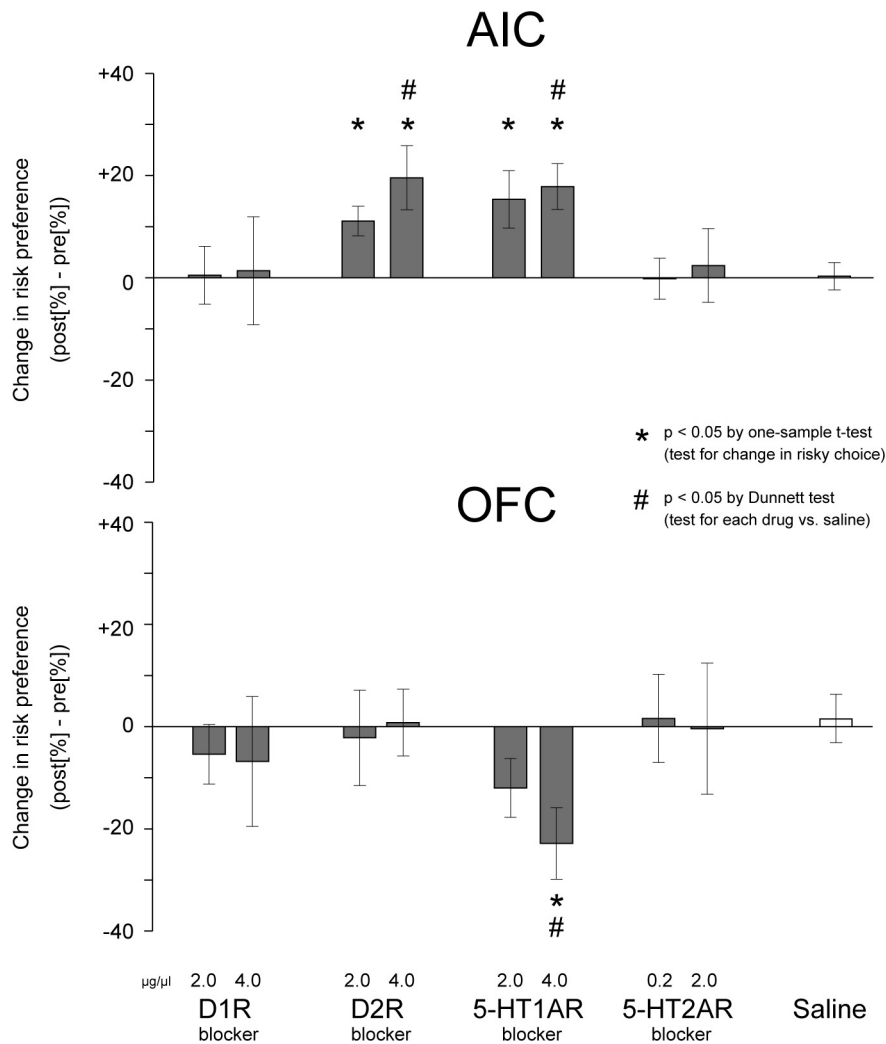 AIC
+40
+20
0
-20
-40
Change in risk preference
(post[%] - pre[%])
# #
* * * *
* p < 0.05 by one-sample t-test
(test for change in risky choice)
# p < 0.05 by Dunnett test
(test for each drug vs. saline)
OFC
+40
+20
0
-20
-40
Change in risk preference
(post[%] - pre[%])
*
#
µg/µl 2.0 4.0 2.0 4.0 2.0 4.0 0.2 2.0
D1R D2R 5-HT1AR 5-HT2AR Saline
blocker blocker blocker blocker